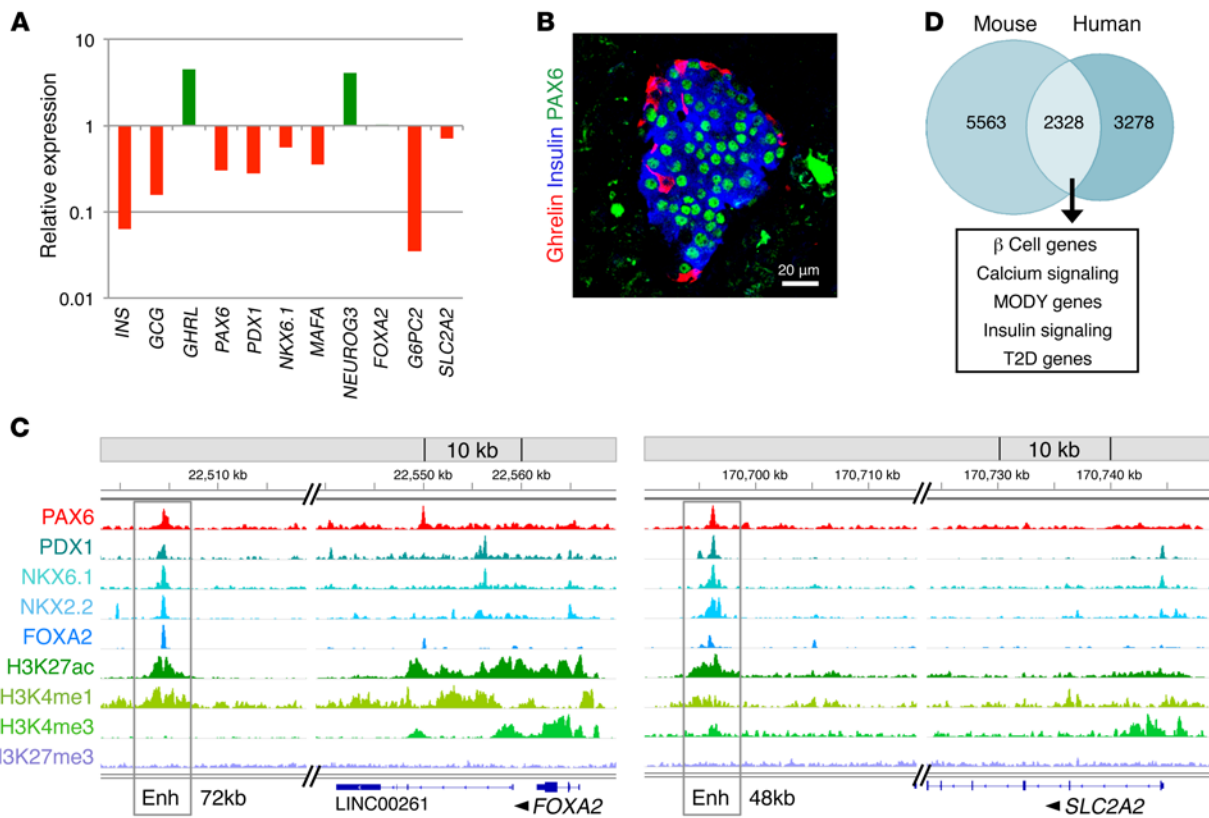 A
10
1
0.1
0.01
Relative expression
INS
GCG
GHRL
PAX6
PDX1
NKX6.1
MAFA
NEUROG3
FOXA2
G6PC2
SLC2A2
B
Ghrelin Insulin PAX6
20 µm
D
Mouse Human
5563 2328 3278
β Cell genes
Calcium signaling
MODY genes
Insulin signaling
T2D genes
C
10 kb
22,510 kb 22,550 kb 22,560 kb
10 kb
170,700 kb 170,710 kb 170,730 kb 170,740 kb
PAX6
PDX1
NKX6.1
NKX2.2
FOXA2
H3K27ac
H3K4me1
H3K4me3
H3K27me3
Enh 72kb LINC00261 ◄ FOXA2
Enh 48kb ◄ SLC2A2